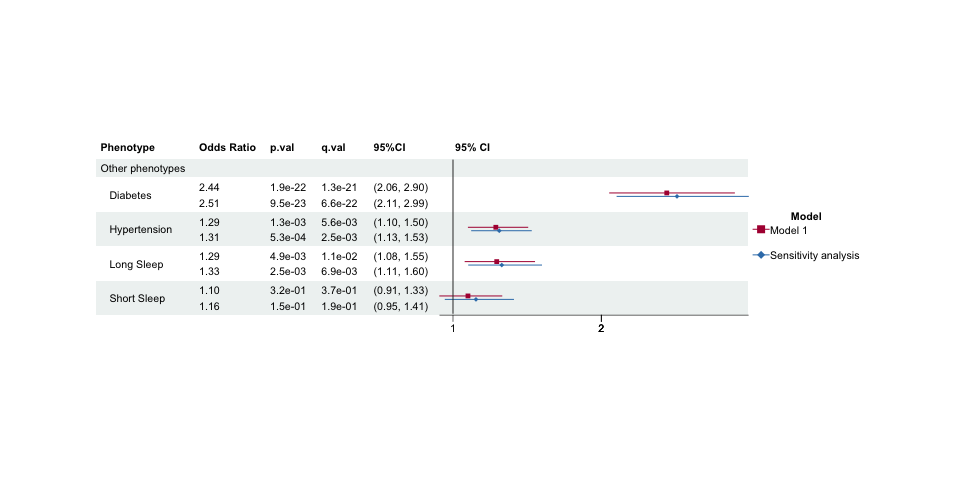 Phenotype Odds Ratio p.val q.val 95%CI 95% CI
Other phenotypes
Diabetes
2.44 1.9e-22 1.3e-21 (2.06, 2.90)
2.51 9.5e-23 6.6e-22 (2.11, 2.99)
Hypertension
1.29 1.3e-03 5.6e-03 (1.10, 1.50)
1.31 5.3e-04 2.5e-03 (1.13, 1.53)
Long Sleep
1.29 4.9e-03 1.1e-02 (1.08, 1.55)
1.33 2.5e-03 6.9e-03 (1.11, 1.60)
Short Sleep
1.10 3.2e-01 3.7e-01 (0.91, 1.33)
1.16 1.5e-01 1.9e-01 (0.95, 1.41)
1 2
Model
Model 1
Sensitivity analysis